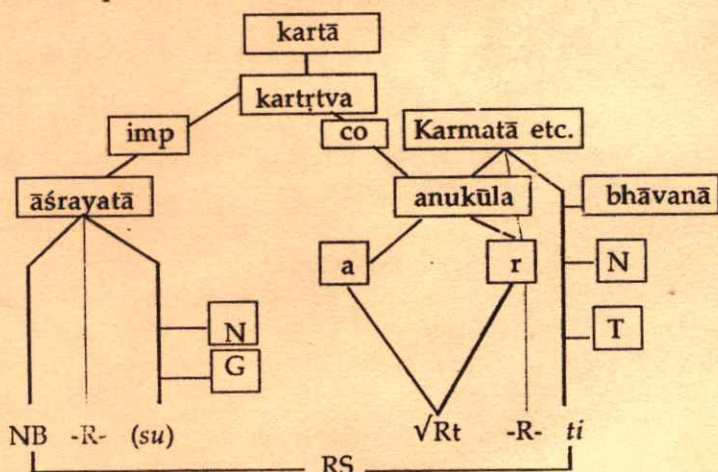 kartā
kartṛtva
imp co Karmatā etc.
āśrayatā anukūla bhāvanā
a r N
N T
G
NB -R- (su) √Rt -R- ti
RS